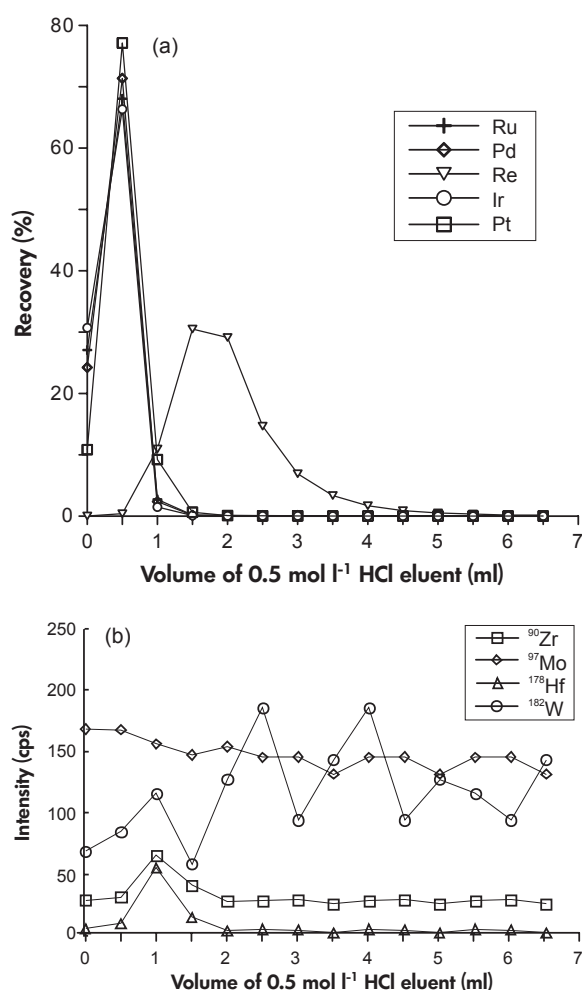 80
(a)
Ru
Pd
Re
Ir
Pt
60
40
20
0
Recovery (%)
0 1 2 3 4 5 6 7
Volume of 0.5 mol l⁻¹ HCl eluent (ml)
250
(b)
⁹⁰Zr
⁹⁷Mo
¹⁷⁸Hf
¹⁸²W
200
150
100
50
0
Intensity (cps)
0 1 2 3 4 5 6 7
Volume of 0.5 mol l⁻¹ HCl eluent (ml)